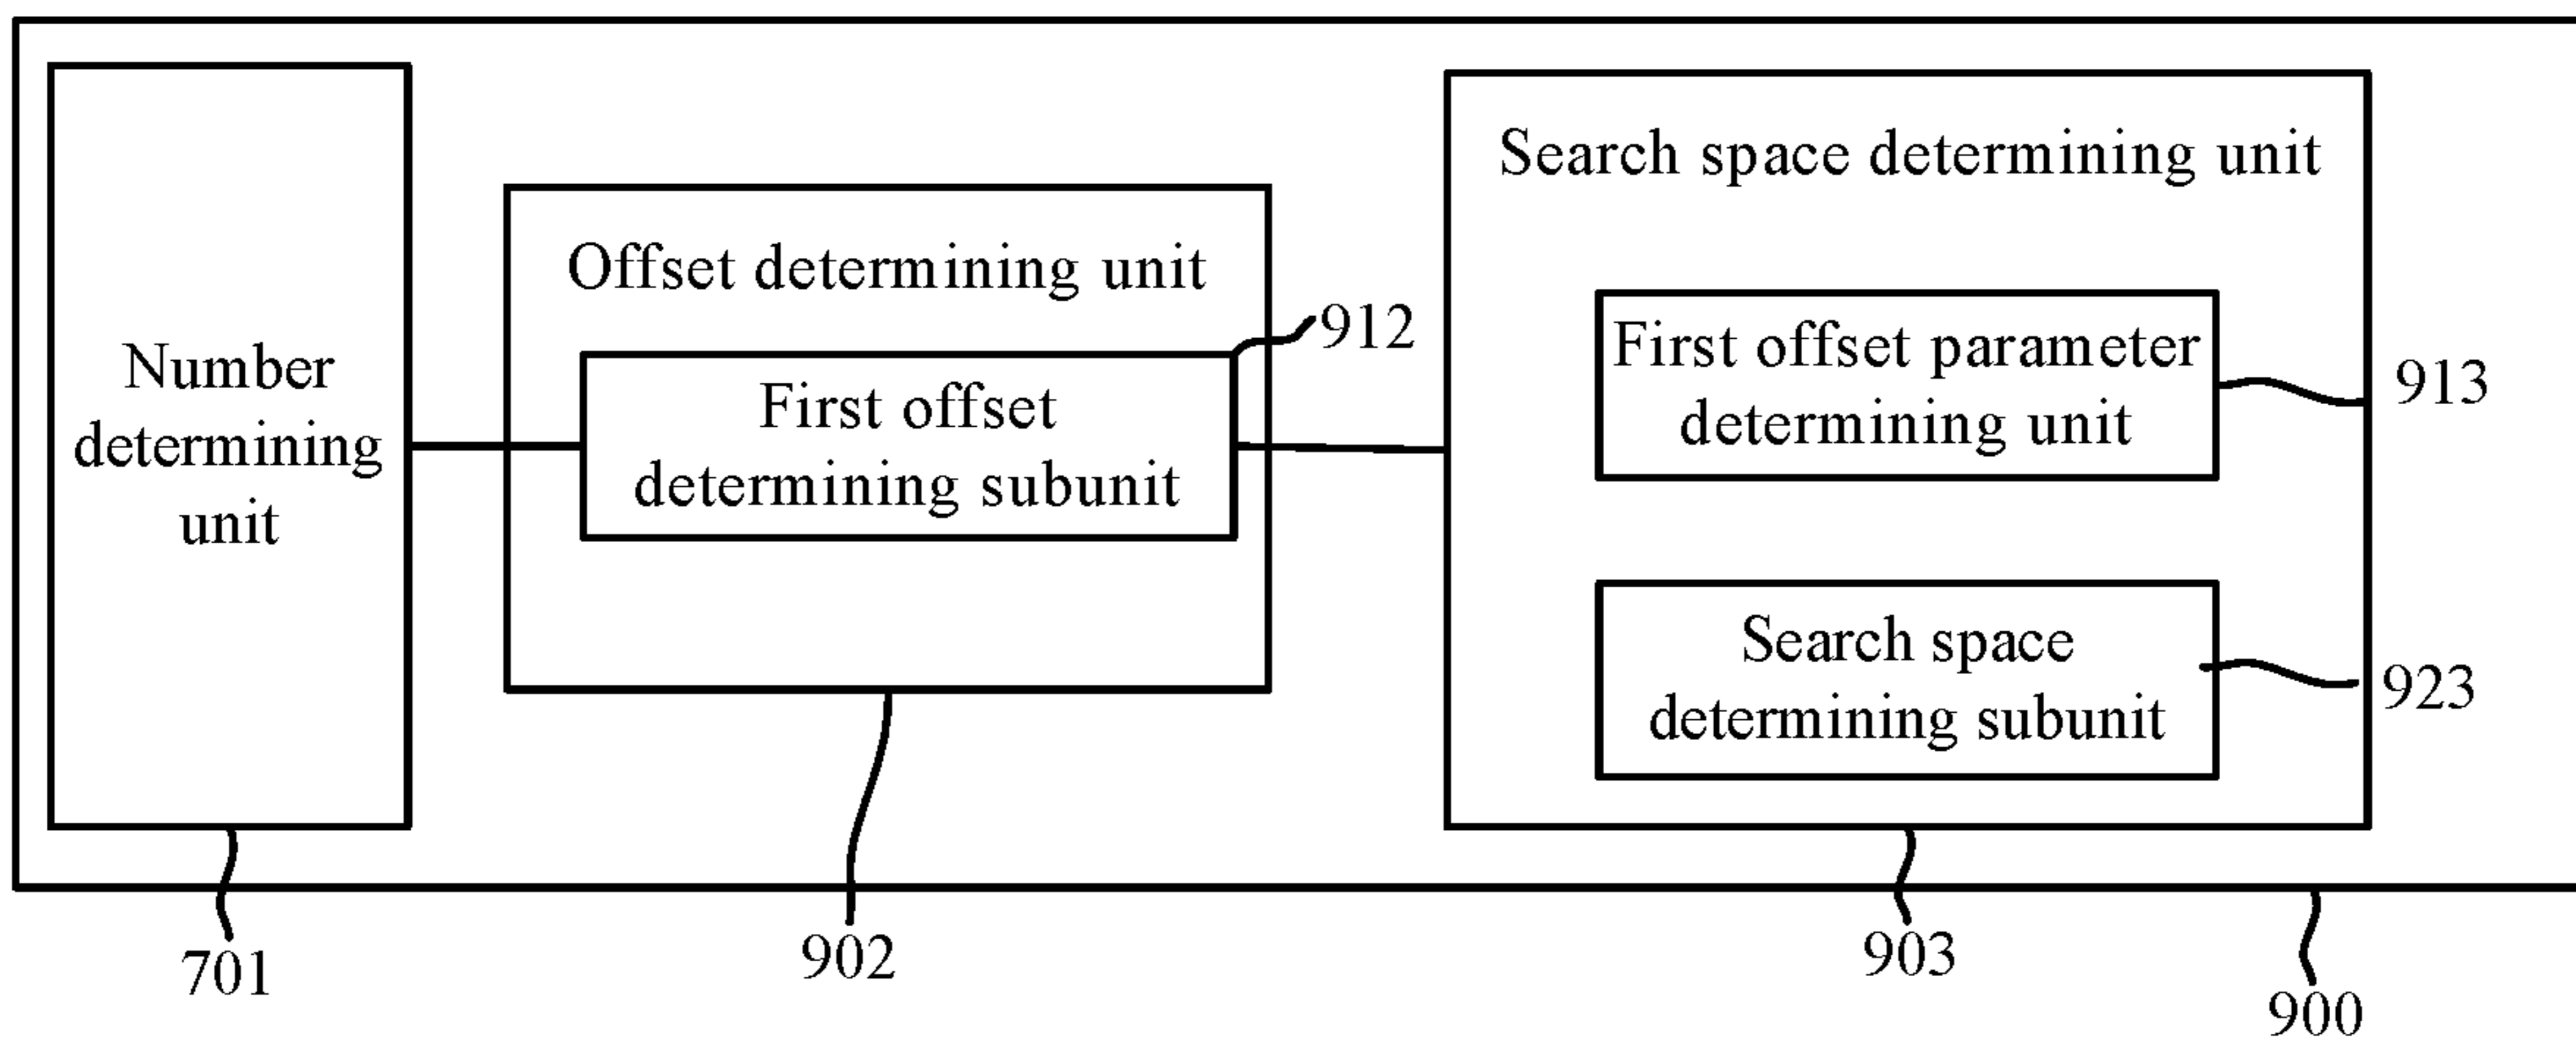 Number
determining
unit
Offset determining unit
912
First offset
determining subunit
Search space determining unit
First offset parameter
determining unit
913
Search space
determining subunit
923
701
902
903
900